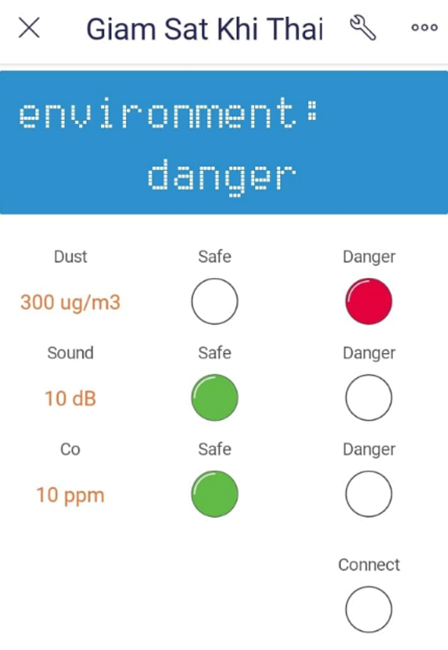 Giam Sat Khi Thai
environment:
danger
Dust Safe Danger
300 ug/m3
Sound Safe Danger
10 dB
Co Safe Danger
10 ppm
Connect